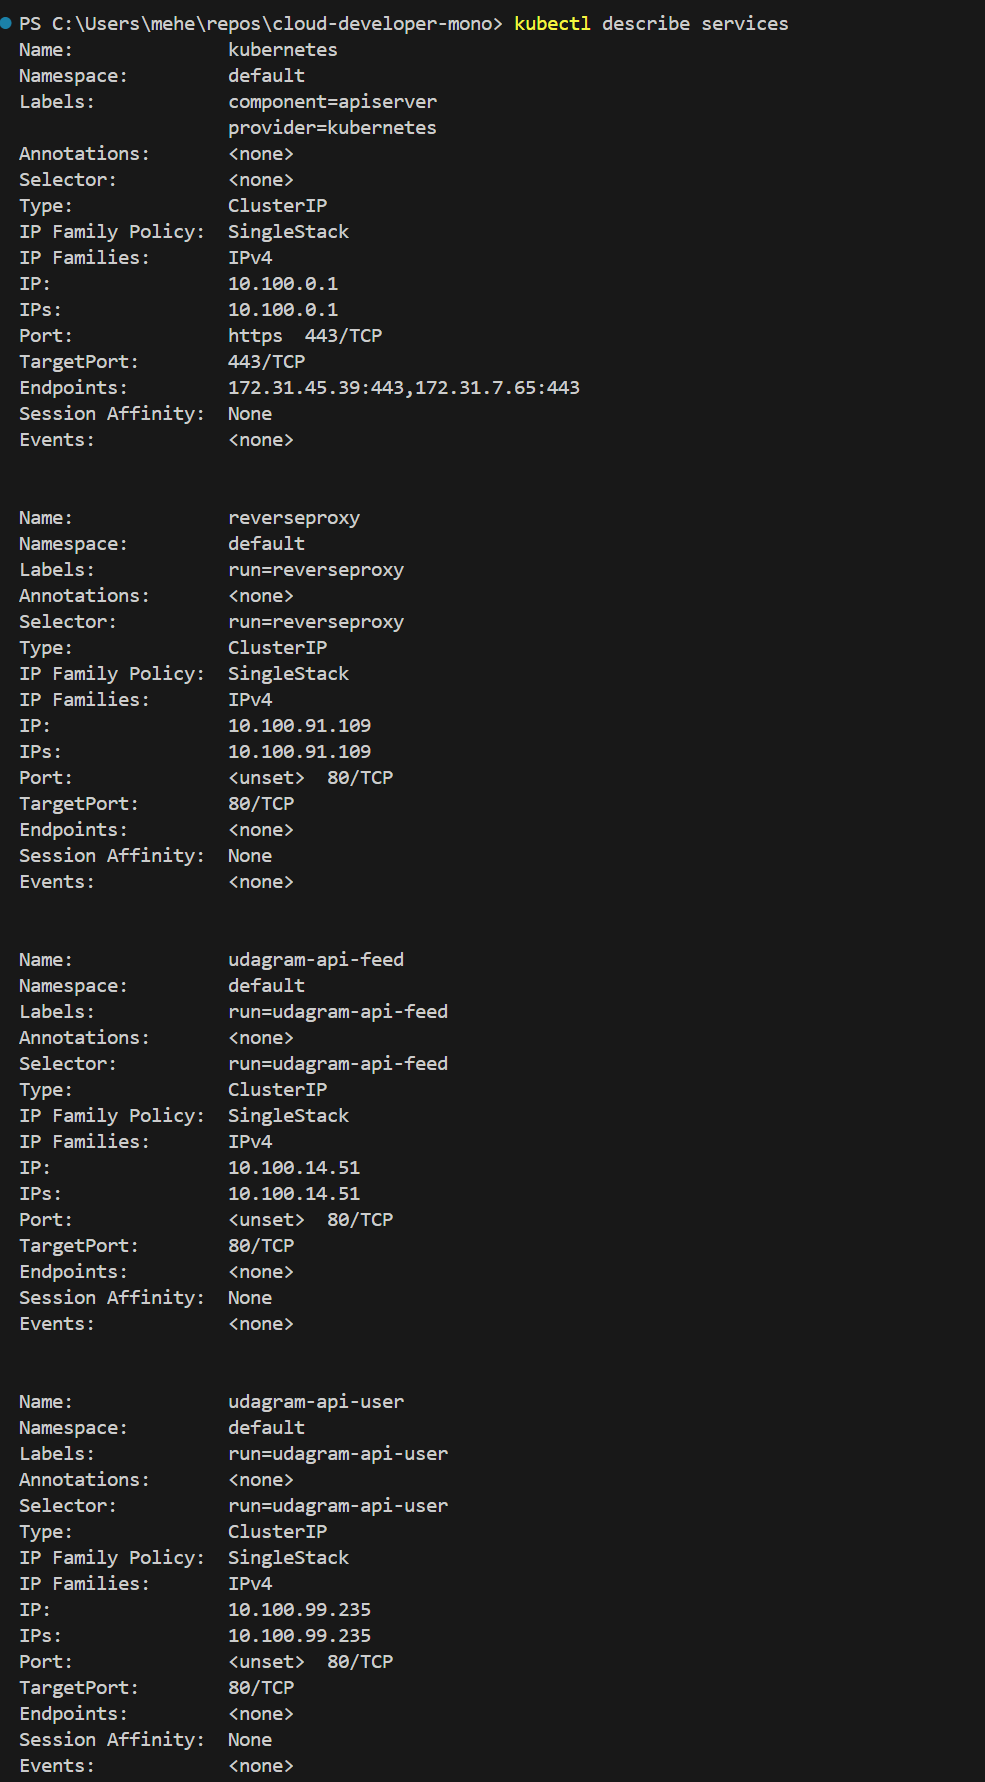 PS C:\Users\mehe\repos\cloud-developer-mono> kubectl describe services
Name:              kubernetes
Namespace:         default
Labels:            component=apiserver
                   provider=kubernetes
Annotations:       <none>
Selector:          <none>
Type:              ClusterIP
IP Family Policy:  SingleStack
IP Families:       IPv4
IP:                10.100.0.1
IPs:               10.100.0.1
Port:              https  443/TCP
TargetPort:        443/TCP
Endpoints:         172.31.45.39:443,172.31.7.65:443
Session Affinity:  None
Events:            <none>

Name:              reverseproxy
Namespace:         default
Labels:            run=reverseproxy
Annotations:       <none>
Selector:          run=reverseproxy
Type:              ClusterIP
IP Family Policy:  SingleStack
IP Families:       IPv4
IP:                10.100.91.109
IPs:               10.100.91.109
Port:              <unset>  80/TCP
TargetPort:        80/TCP
Endpoints:         <none>
Session Affinity:  None
Events:            <none>

Name:              udagram-api-feed
Namespace:         default
Labels:            run=udagram-api-feed
Annotations:       <none>
Selector:          run=udagram-api-feed
Type:              ClusterIP
IP Family Policy:  SingleStack
IP Families:       IPv4
IP:                10.100.14.51
IPs:               10.100.14.51
Port:              <unset>  80/TCP
TargetPort:        80/TCP
Endpoints:         <none>
Session Affinity:  None
Events:            <none>

Name:              udagram-api-user
Namespace:         default
Labels:            run=udagram-api-user
Annotations:       <none>
Selector:          run=udagram-api-user
Type:              ClusterIP
IP Family Policy:  SingleStack
IP Families:       IPv4
IP:                10.100.99.235
IPs:               10.100.99.235
Port:              <unset>  80/TCP
TargetPort:        80/TCP
Endpoints:         <none>
Session Affinity:  None
Events:            <none>